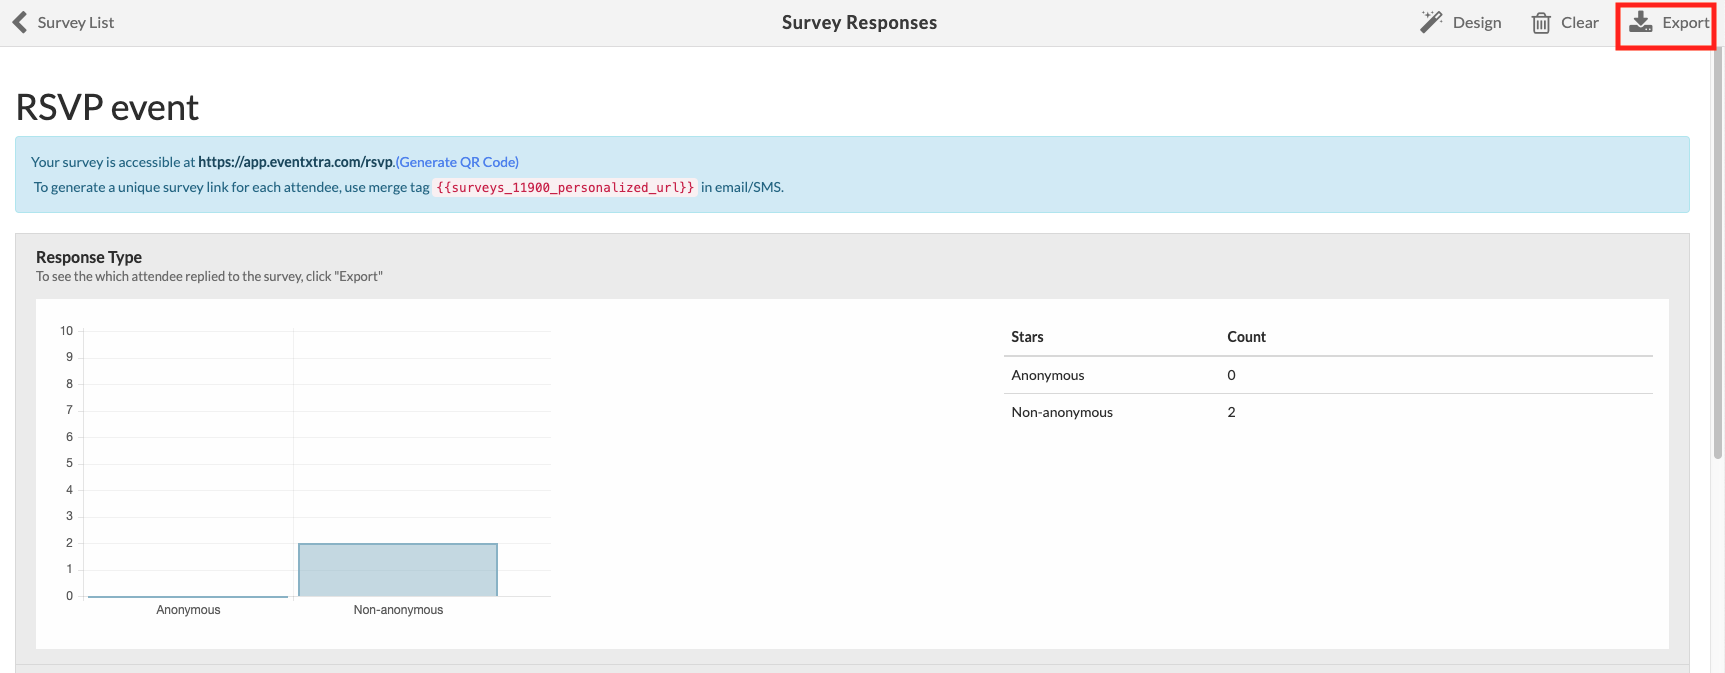 Survey List
Survey Responses
Design
Clear
Export
RSVP event
Your survey is accessible at https://app.eventxtra.com/rsvp.(Generate QR Code)
To generate a unique survey link for each attendee, use merge tag {{surveys_11900_personalized_url}} in email/SMS.
Response Type
To see the which attendee replied to the survey, click "Export"
10
9
8
7
6
5
4
3
2
1
0
Anonymous
Non-anonymous
Stars Count
Anonymous 0
Non-anonymous 2